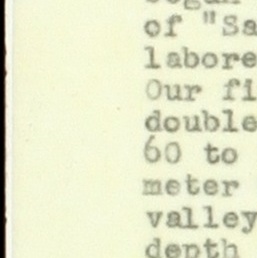 of "Sa
labore
Our fi
double
60 to
meter
valley
depth